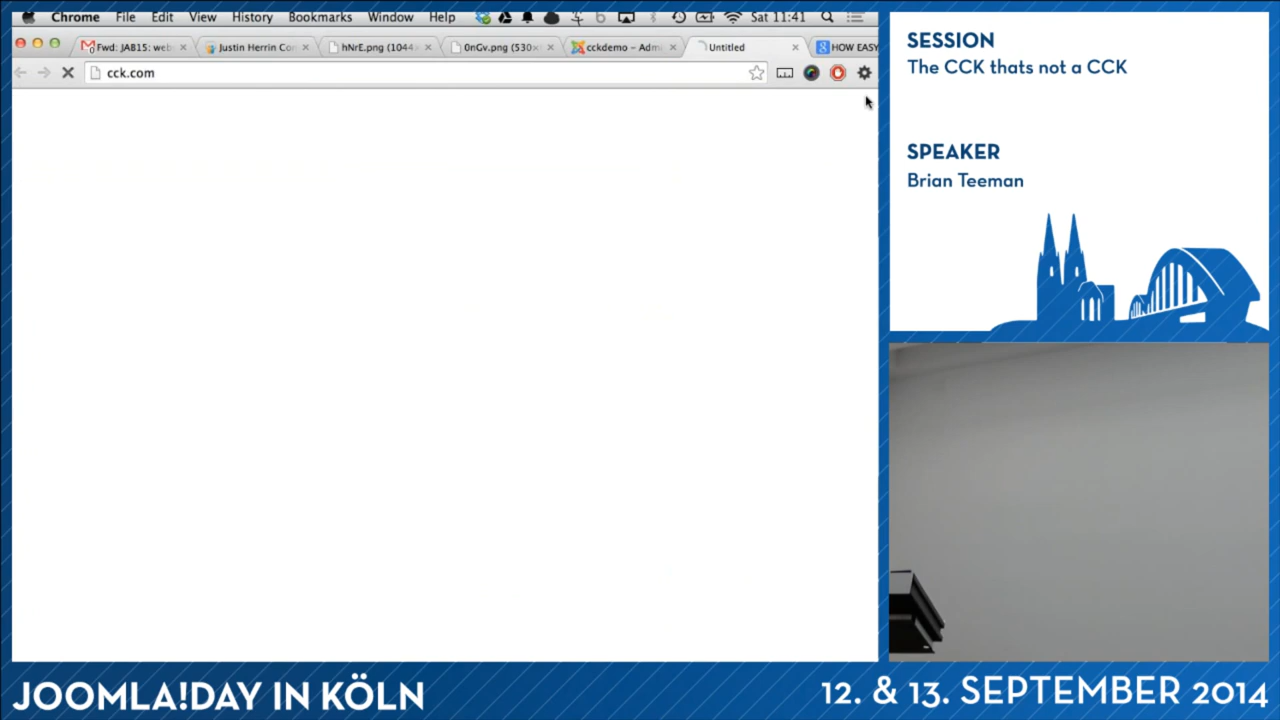 Chrome File Edit View History Bookmarks Window Help Sat 11:41
Fwd: JAB15: web
Justin Herrin Co
hNrE.png (1044×
0nGv.png (530×
cckdemo - Adm
Untitled
HOW EASY
cck.com
SESSION
The CCK thats not a CCK
SPEAKER
Brian Teeman
JOOMLA!DAY IN KÖLN
12. & 13. SEPTEMBER 2014